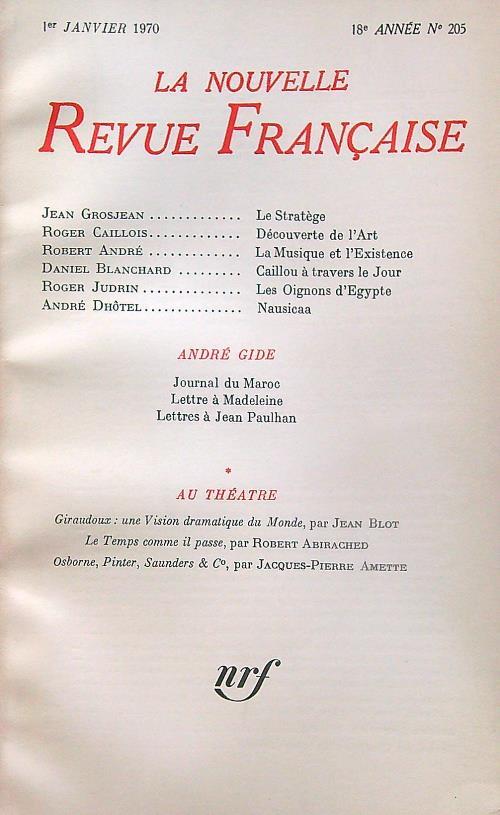 1er JANVIER 1970 18e ANNÉE No 205
LA NOUVELLE
REVUE FRANÇAISE
JEAN GROSJEAN ............. Le Stratège
ROGER CAILLOIS............. Découverte de l'Art
ROBERT ANDRÉ ............. La Musique et l'Existence
DANIEL BLANCHARD ......... Caillou à travers le Jour
ROGER JUDRIN .............. Les Oignons d'Egypte
ANDRÉ DHÔTEL............... Nausicaa
ANDRÉ GIDE
Journal du Maroc
Lettre à Madeleine
Lettres à Jean Paulhan
*
AU THÉATRE
Giraudoux : une Vision dramatique du Monde, par JEAN BLOT
Le Temps comme il passe, par ROBERT ABIRACHED
Osborne, Pinter, Saunders & Co, par JACQUES-PIERRE AMETTE
nrf